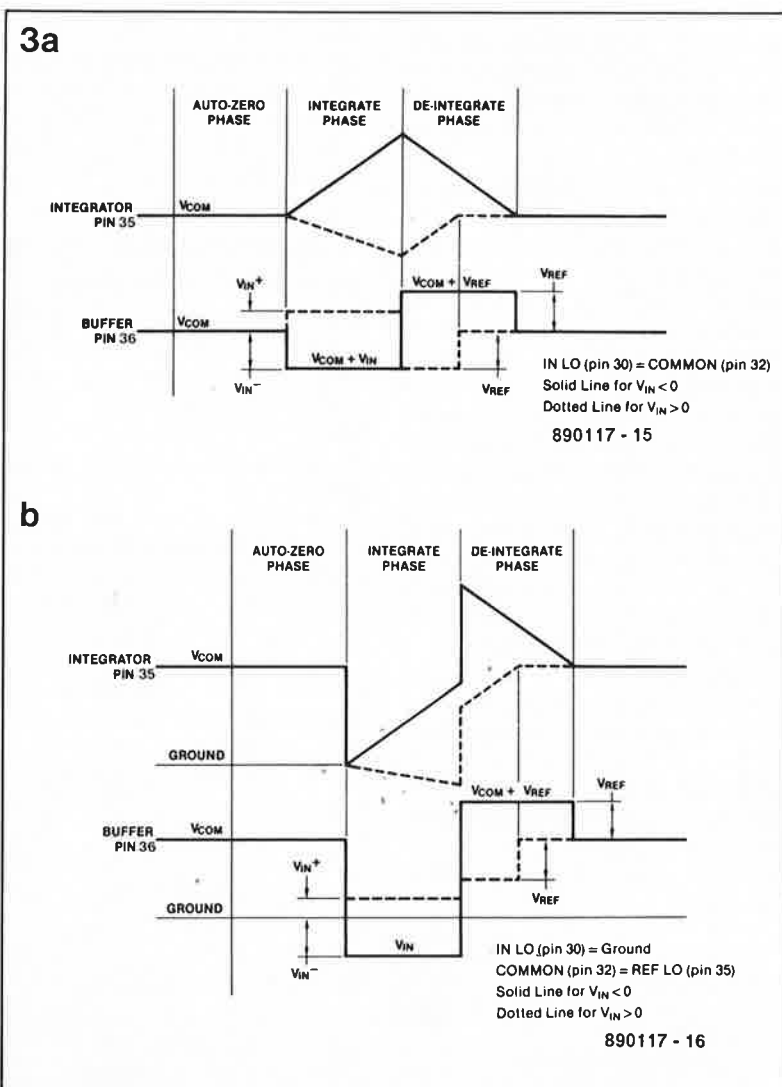 3a
AUTO-ZERO PHASE
INTEGRATE PHASE
DE-INTEGRATE PHASE
INTEGRATOR PIN 35
VCOM
VIN+
VCOM + VREF
VREF
BUFFER PIN 36
VCOM
VCOM + VIN
VIN−
VREF
IN LO (pin 30) = COMMON (pin 32)
Solid Line for VIN<0
Dotted Line for VIN>0
890117 - 15
b
AUTO-ZERO PHASE
INTEGRATE PHASE
DE-INTEGRATE PHASE
INTEGRATOR PIN 35
VCOM
GROUND
VCOM + VREF
VREF
BUFFER PIN 36
VCOM
VIN+
VREF
GROUND
VIN
VIN−
IN LO (pin 30) = Ground
COMMON (pin 32) = REF LO (pin 35)
Solid Line for VIN<0
Dotted Line for VIN>0
890117 - 16